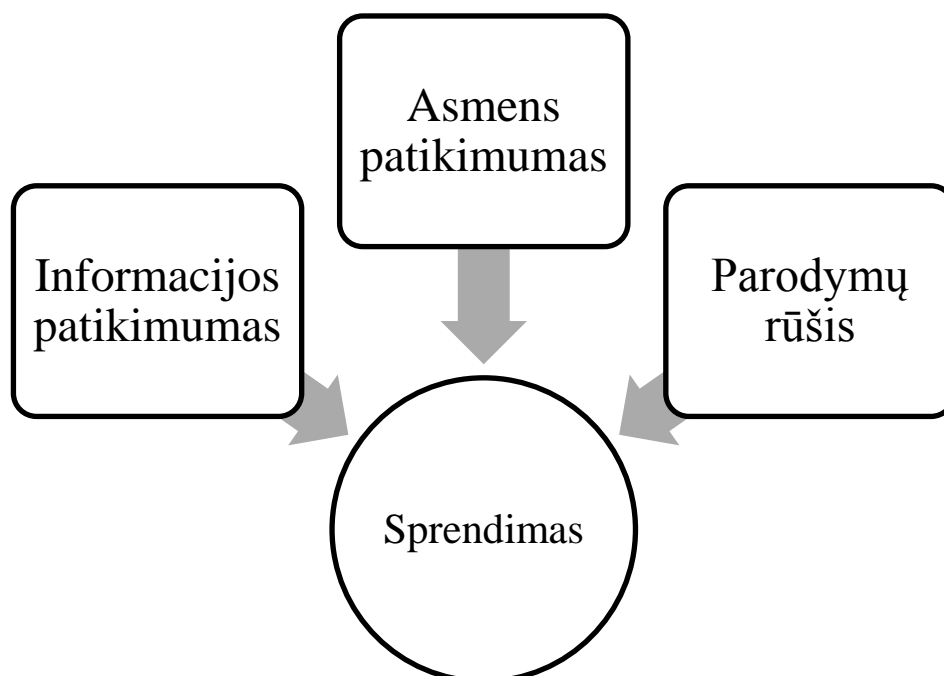 Asmens
patikimumas
Informacijos
patikimumas
Parodymų
rūšis
Sprendimas